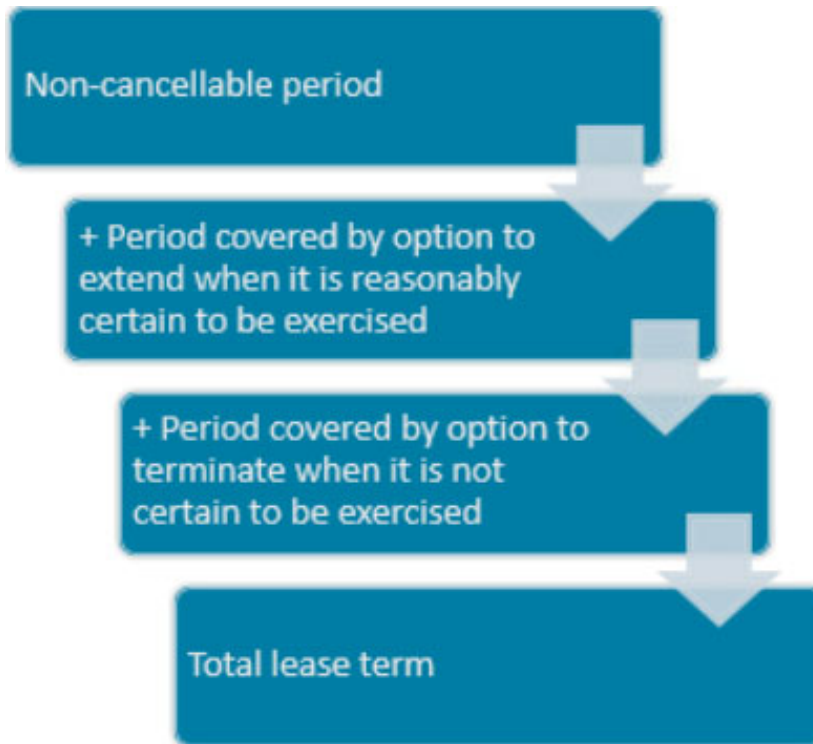 Non-cancellable period
+ Period covered by option to
extend when it is reasonably
certain to be exercised
+ Period covered by option to
terminate when it is not
certain to be exercised
Total lease term